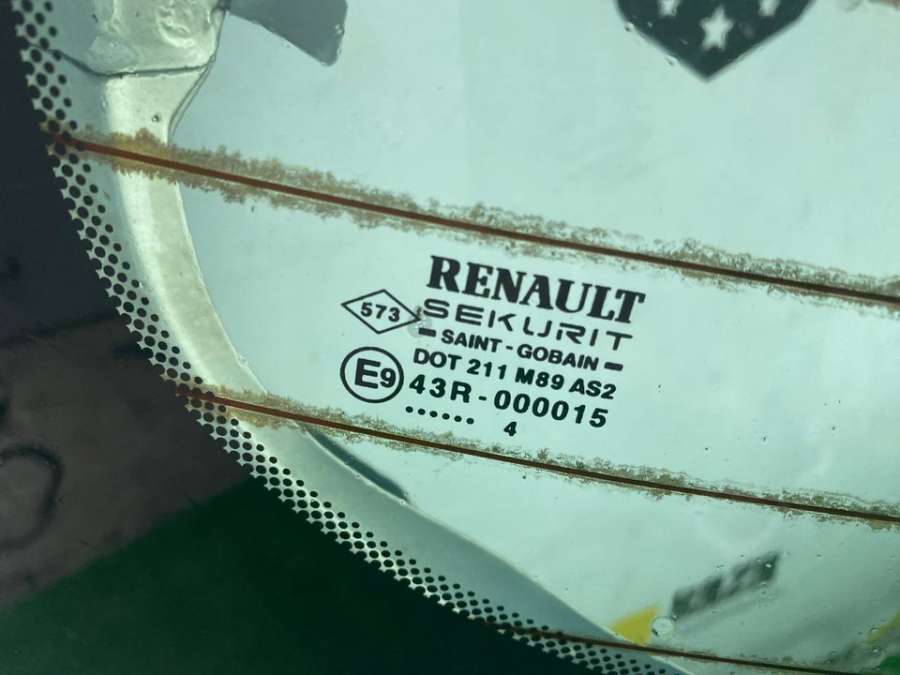 RENAULT
573
SEKURIT
SAINT-GOBAIN
DOT 211 M89 AS2
E9
43R-000015
......
4